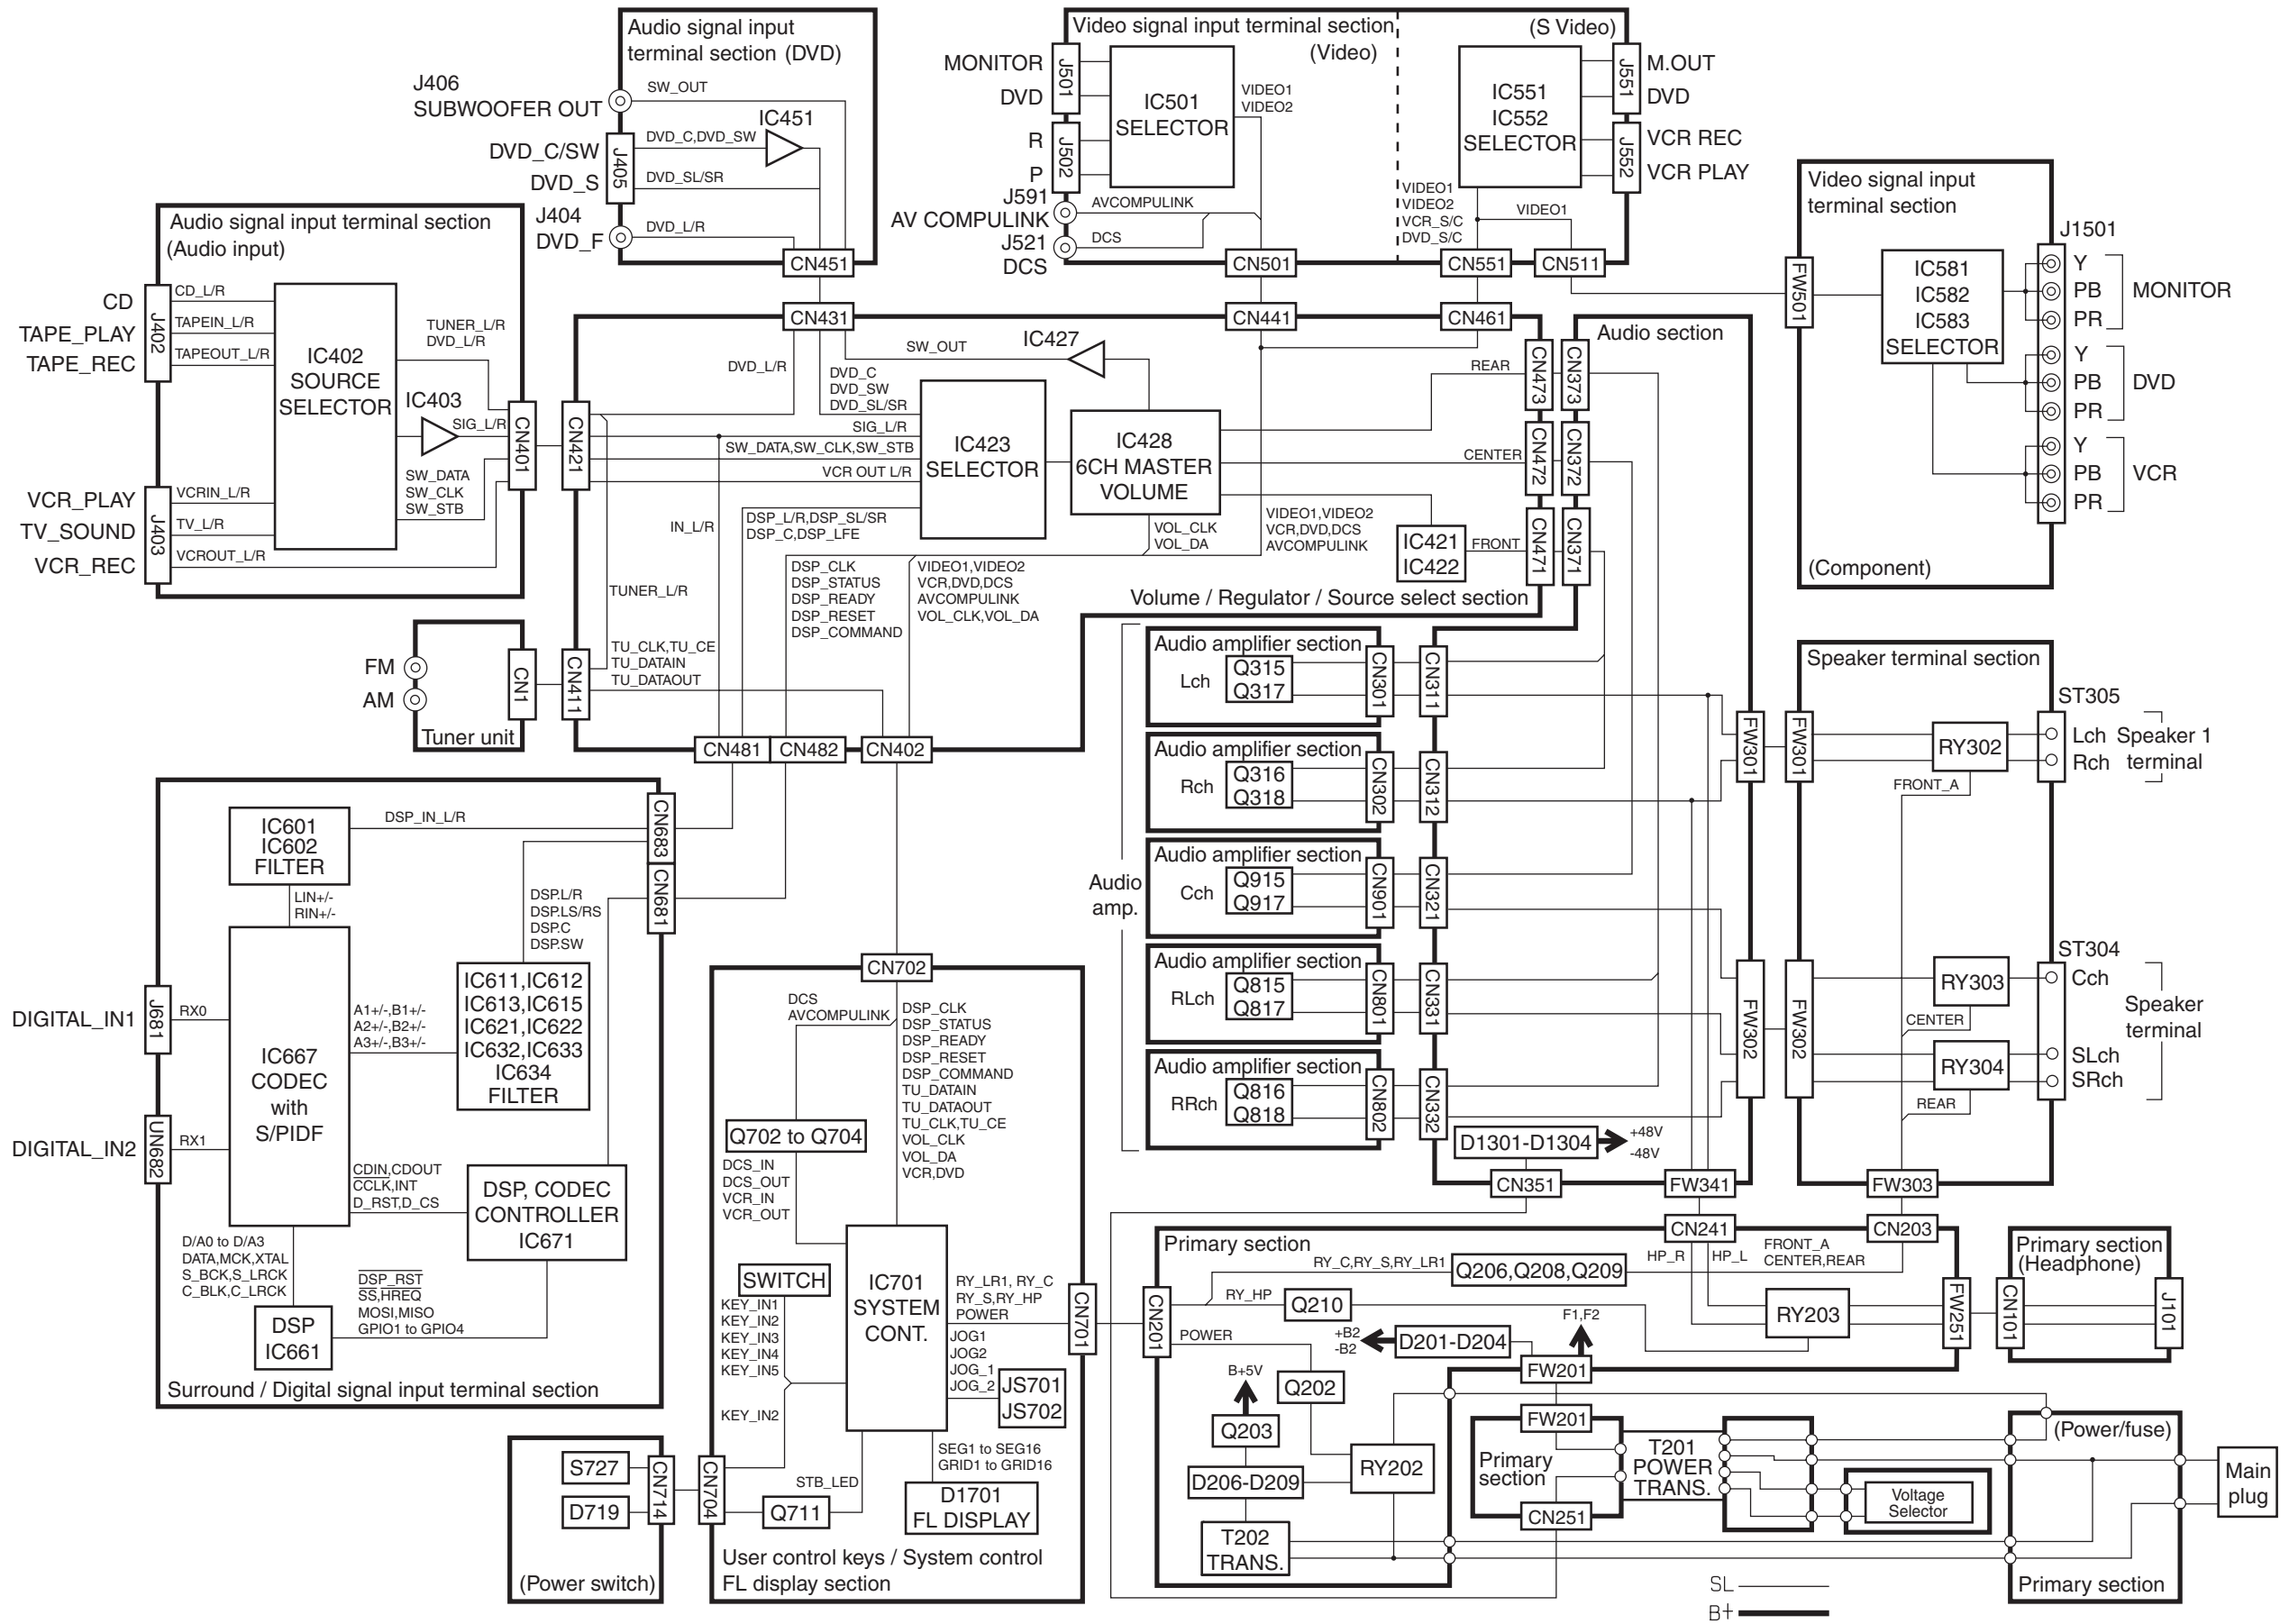 Audio signal input
terminal section (DVD)
J406
SUBWOOFER OUT
SW_OUT
IC451
DVD_C/SW
J405
DVD_C,DVD_SW
DVD_S
DVD_SL/SR
J404
DVD_F
DVD_L/R
CN451
Video signal input terminal section
(Video)
(S Video)
MONITOR
DVD
J501
R
P
J502
IC501
SELECTOR
VIDEO1
VIDEO2
J591
AV COMPULINK
AVCOMPULINK
J521
DCS
DCS
CN501
IC551
IC552
SELECTOR
J551
M.OUT
DVD
J552
VCR REC
VCR PLAY
VIDEO1
VIDEO2
VCR_S/C
DVD_S/C
VIDEO1
CN551
CN511
Video signal input
terminal section
J1501
FW501
IC581
IC582
IC583
SELECTOR
Y
PB
PR
MONITOR
Y
PB
PR
DVD
Y
PB
PR
VCR
(Component)
Audio signal input terminal section
(Audio input)
CD
TAPE_PLAY
TAPE_REC
J402
CD_L/R
TAPEIN_L/R
TAPEOUT_L/R
IC402
SOURCE
SELECTOR
TUNER_L/R
DVD_L/R
IC403
SIG_L/R
CN401
SW_DATA
SW_CLK
SW_STB
VCR_PLAY
TV_SOUND
VCR_REC
J403
VCRIN_L/R
TV_L/R
VCROUT_L/R
FM
AM
CN1
Tuner unit
CN431
CN441
CN461
SW_OUT
IC427
DVD_L/R
DVD_C
DVD_SW
DVD_SL/SR
CN421
SIG_L/R
SW_DATA,SW_CLK,SW_STB
VCR OUT L/R
IC423
SELECTOR
IC428
6CH MASTER
VOLUME
REAR
CENTER
FRONT
IC421
IC422
CN473
CN472
CN471
IN_L/R
DSP_L/R,DSP_SL/SR
DSP_C,DSP_LFE
VOL_CLK
VOL_DA
VIDEO1,VIDEO2
VCR,DVD,DCS
AVCOMPULINK
TUNER_L/R
DSP_CLK
DSP_STATUS
DSP_READY
DSP_RESET
DSP_COMMAND
VIDEO1,VIDEO2
VCR,DVD,DCS
AVCOMPULINK
VOL_CLK,VOL_DA
CN411
TU_CLK,TU_CE
TU_DATAIN
TU_DATAOUT
Volume / Regulator / Source select section
CN481
CN482
CN402
Audio section
CN373
CN372
CN371
Audio
amp.
Audio amplifier section
Lch
Q315
Q317
CN301
CN311
Audio amplifier section
Rch
Q316
Q318
CN302
CN312
Audio amplifier section
Cch
Q915
Q917
CN901
CN321
Audio amplifier section
RLch
Q815
Q817
CN801
CN331
Audio amplifier section
RRch
Q816
Q818
CN802
CN332
D1301-D1304
+48V
-48V
CN351
FW341
FW301
FW302
Speaker terminal section
ST305
FW301
RY302
Lch
Rch
Speaker 1
terminal
FRONT_A
ST304
FW302
RY303
Cch
CENTER
RY304
SLch
SRch
Speaker
terminal
REAR
FW303
IC601
IC602
FILTER
DSP_IN_L/R
CN683
CN681
LIN+/-
RIN+/-
DSP.L/R
DSP.LS/RS
DSP.C
DSP.SW
DIGITAL_IN1
J681
RX0
DIGITAL_IN2
UN682
RX1
IC667
CODEC
with
S/PIDF
A1+/-,B1+/-
A2+/-,B2+/-
A3+/-,B3+/-
IC611,IC612
IC613,IC615
IC621,IC622
IC632,IC633
IC634
FILTER
CDIN,CDOUT
CCLK,INT
D_RST,D_CS
DSP, CODEC
CONTROLLER
IC671
D/A0 to D/A3
DATA,MCK,XTAL
S_BCK,S_LRCK
C_BLK,C_LRCK
DSP_RST
SS,HREQ
MOSI,MISO
GPIO1 to GPIO4
DSP
IC661
Surround / Digital signal input terminal section
CN702
DCS
AVCOMPULINK
DSP_CLK
DSP_STATUS
DSP_READY
DSP_RESET
DSP_COMMAND
TU_DATAIN
TU_DATAOUT
TU_CLK,TU_CE
VOL_CLK
VOL_DA
VCR,DVD
Q702 to Q704
DCS_IN
DCS_OUT
VCR_IN
VCR_OUT
SWITCH
KEY_IN1
KEY_IN2
KEY_IN3
KEY_IN4
KEY_IN5
KEY_IN2
IC701
SYSTEM
CONT.
RY_LR1, RY_C
RY_S,RY_HP
POWER
CN701
JOG1
JOG2
JOG_1
JOG_2
JS701
JS702
SEG1 to SEG16
GRID1 to GRID16
STB_LED
D1701
FL DISPLAY
Q711
CN704
User control keys / System control
FL display section
S727
D719
CN714
(Power switch)
Primary section
CN241
CN203
CN201
RY_C,RY_S,RY_LR1
Q206,Q208,Q209
HP_R
HP_L
FRONT_A
CENTER,REAR
RY_HP
Q210
RY203
FW251
POWER
+B2
-B2
D201-D204
F1,F2
FW201
B+5V
Q202
Q203
D206-D209
RY202
T202
TRANS.
Primary section
(Headphone)
CN101
J101
FW201
Primary
section
CN251
T201
POWER
TRANS.
Voltage
Selector
(Power/fuse)
Main
plug
Primary section
SL
B+